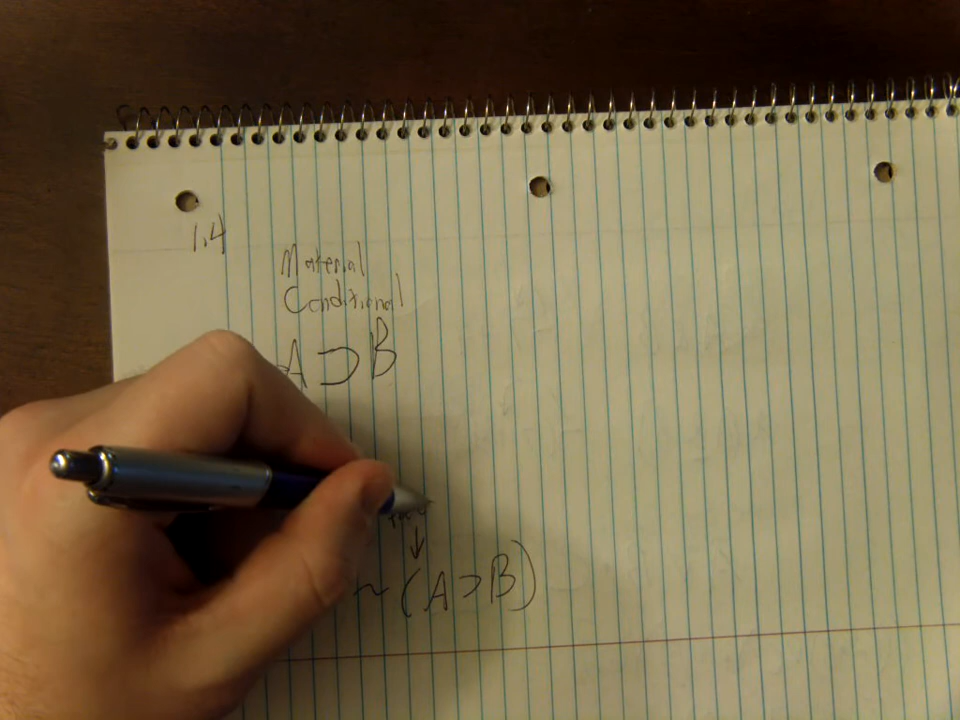 1.4
Material
Conditional
A ⊃ B
~ (A ⊃ B)